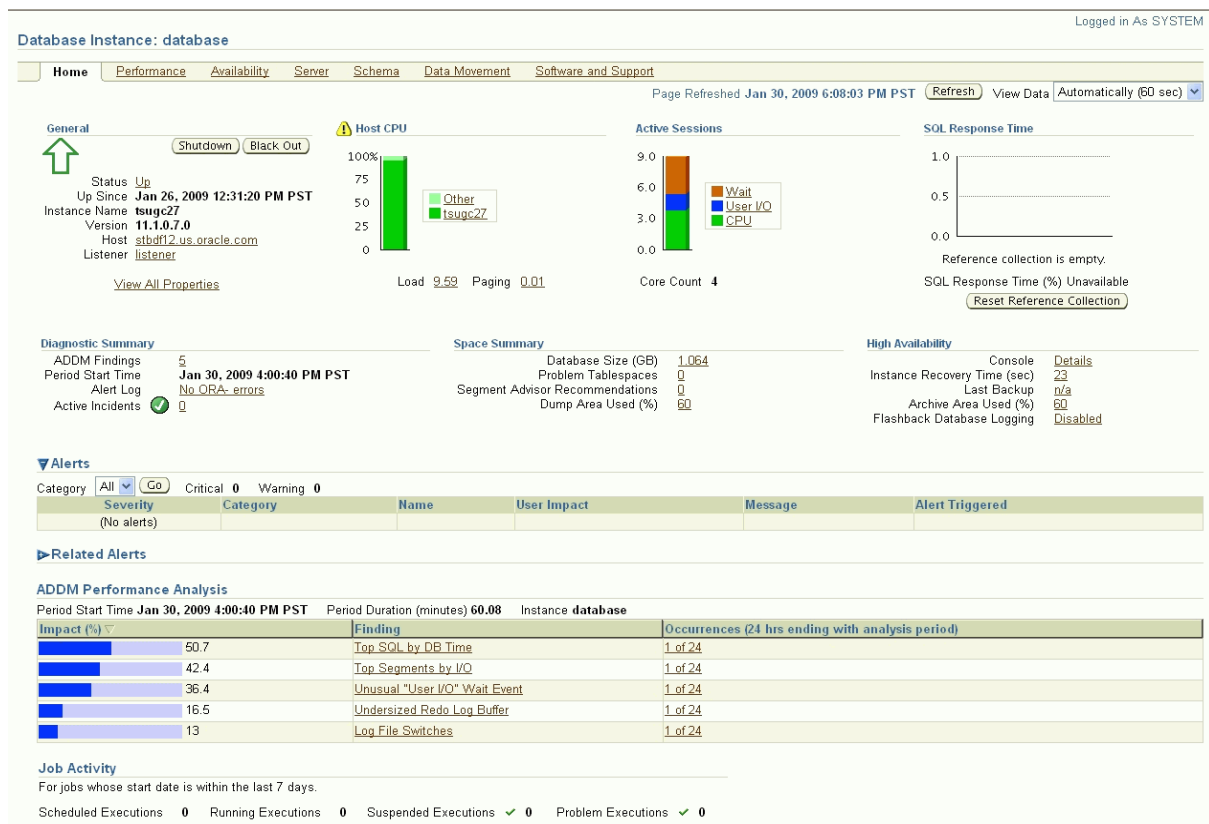 Logged in As SYSTEM
Database Instance: database
Home Performance Availability Server Schema Data Movement Software and Support
Page Refreshed Jan 30, 2009 6:08:03 PM PST Refresh View Data Automatically (60 sec)
General
Shutdown Black Out
Status Up
Up Since Jan 26, 2009 12:31:20 PM PST
Instance Name tsugc27
Version 11.1.0.7.0
Host stbdf12.us.oracle.com
Listener listener
View All Properties
Host CPU
100%
75
50
25
0
Other
tsugc27
Load 9.59 Paging 0.01
Active Sessions
9.0
6.0
3.0
0.0
Wait
User I/O
CPU
Core Count 4
SQL Response Time
1.0
0.5
0.0
Reference collection is empty.
SQL Response Time (%) Unavailable
Reset Reference Collection
Diagnostic Summary
ADDM Findings 5
Period Start Time Jan 30, 2009 4:00:40 PM PST
Alert Log No ORA- errors
Active Incidents 0
Space Summary
Database Size (GB) 1.064
Problem Tablespaces 0
Segment Advisor Recommendations 0
Dump Area Used (%) 60
High Availability
Console Details
Instance Recovery Time (sec) 23
Last Backup n/a
Archive Area Used (%) 60
Flashback Database Logging Disabled
Alerts
Category All Go Critical 0 Warning 0
Severity Category Name User Impact Message Alert Triggered
(No alerts)
Related Alerts
ADDM Performance Analysis
Period Start Time Jan 30, 2009 4:00:40 PM PST Period Duration (minutes) 60.08 Instance database
Impact (%) Finding Occurrences (24 hrs ending with analysis period)
50.7 Top SQL by DB Time 1 of 24
42.4 Top Segments by I/O 1 of 24
36.4 Unusual "User I/O" Wait Event 1 of 24
16.5 Undersized Redo Log Buffer 1 of 24
13 Log File Switches 1 of 24
Job Activity
For jobs whose start date is within the last 7 days.
Scheduled Executions 0 Running Executions 0 Suspended Executions 0 Problem Executions 0